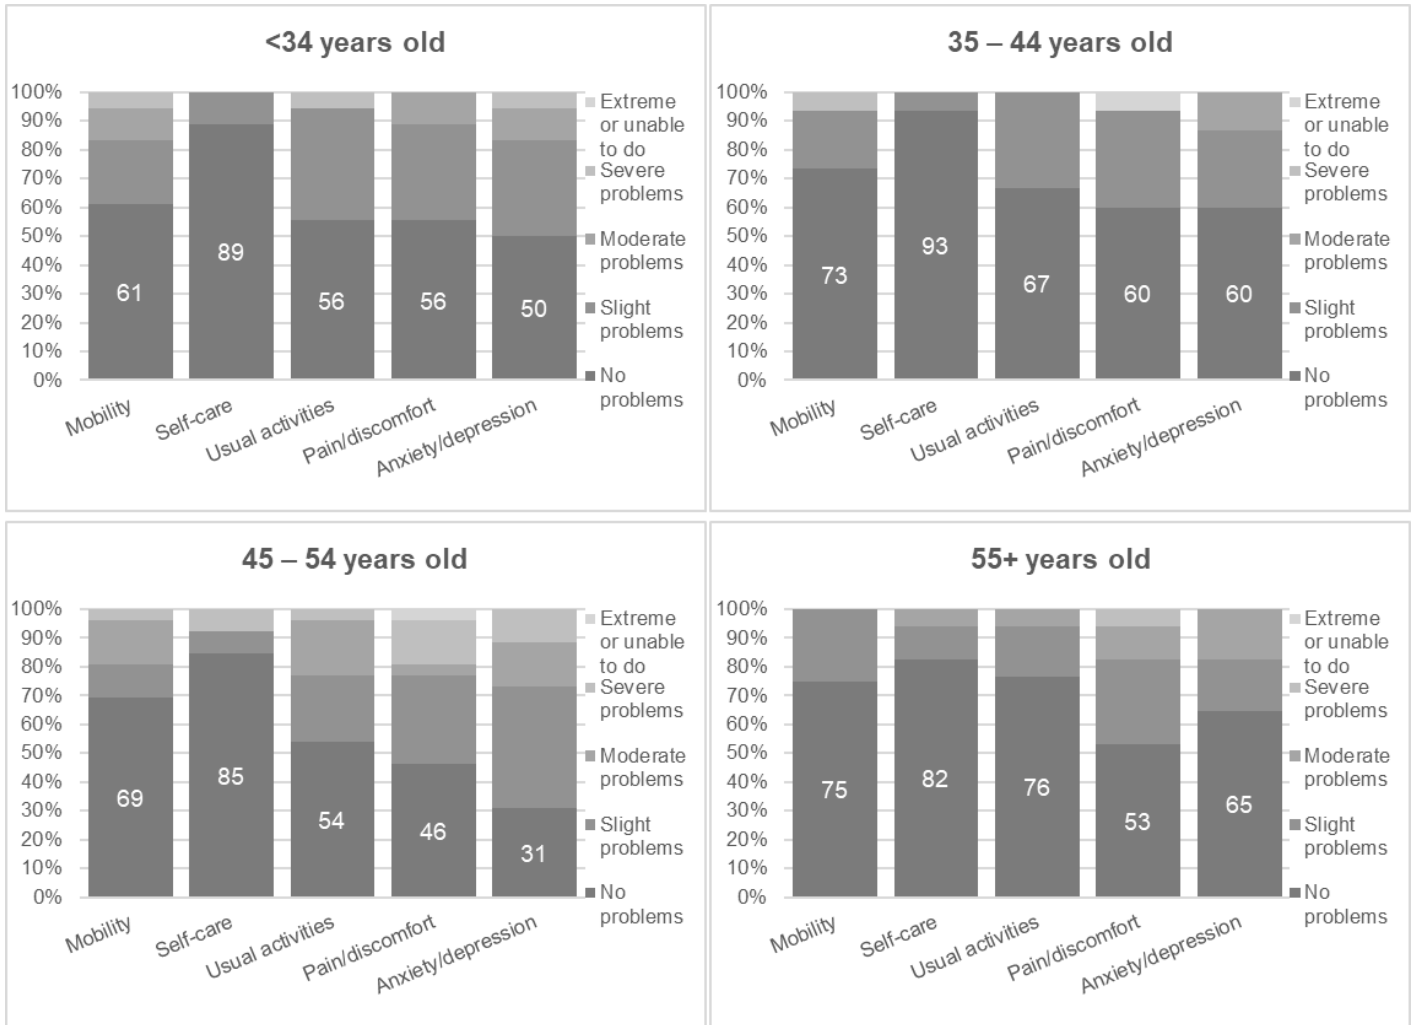 <34 years old
100%
90%
80%
70%
60%
50%
40%
30%
20%
10%
0%
61
89
56
56
50
Mobility
Self-care
Usual activities
Pain/discomfort
Anxiety/depression
Extreme
or unable
to do
Severe
problems
Moderate
problems
Slight
problems
No
problems
35 – 44 years old
100%
90%
80%
70%
60%
50%
40%
30%
20%
10%
0%
73
93
67
60
60
Mobility
Self-care
Usual activities
Pain/discomfort
Anxiety/depression
Extreme
or unable
to do
Severe
problems
Moderate
problems
Slight
problems
No
problems
45 – 54 years old
100%
90%
80%
70%
60%
50%
40%
30%
20%
10%
0%
69
85
54
46
31
Mobility
Self-care
Usual activities
Pain/discomfort
Anxiety/depression
Extreme
or unable
to do
Severe
problems
Moderate
problems
Slight
problems
No
problems
55+ years old
100%
90%
80%
70%
60%
50%
40%
30%
20%
10%
0%
75
82
76
53
65
Mobility
Self-care
Usual activities
Pain/discomfort
Anxiety/depression
Extreme
or unable
to do
Severe
problems
Moderate
problems
Slight
problems
No
problems